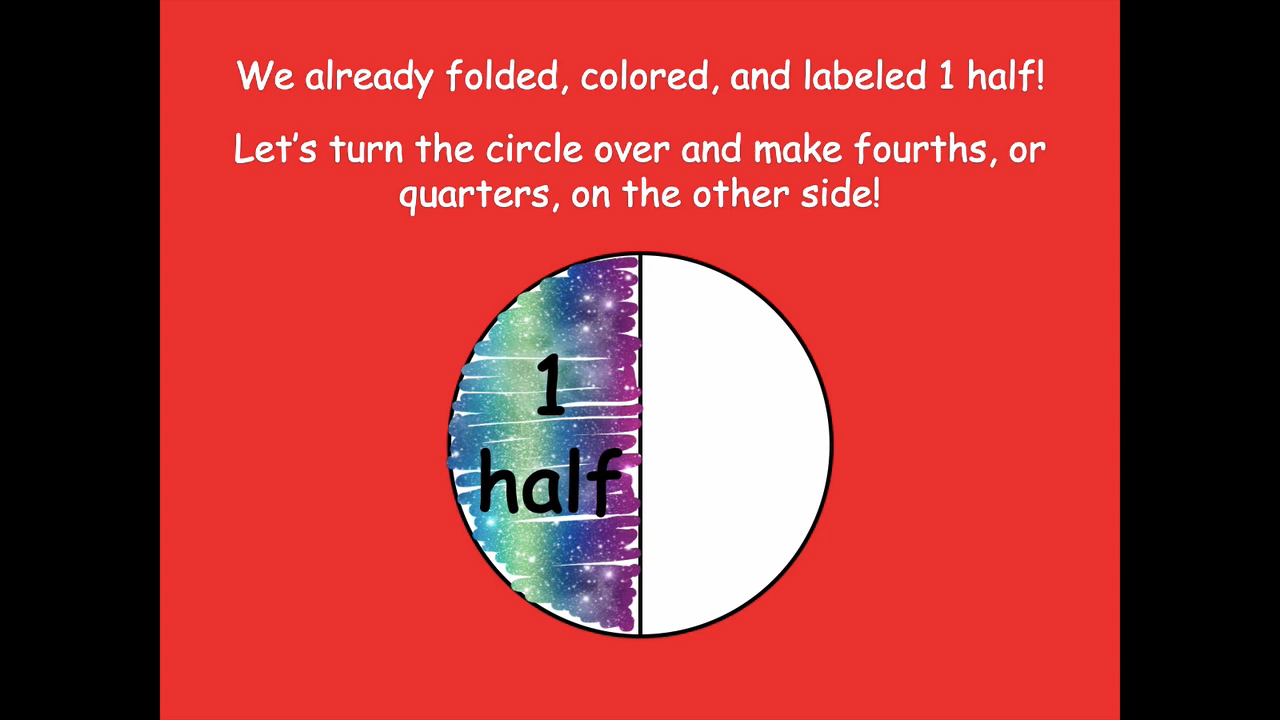 We already folded, colored, and labeled 1 half!
Let's turn the circle over and make fourths, or
quarters, on the other side!
1
half